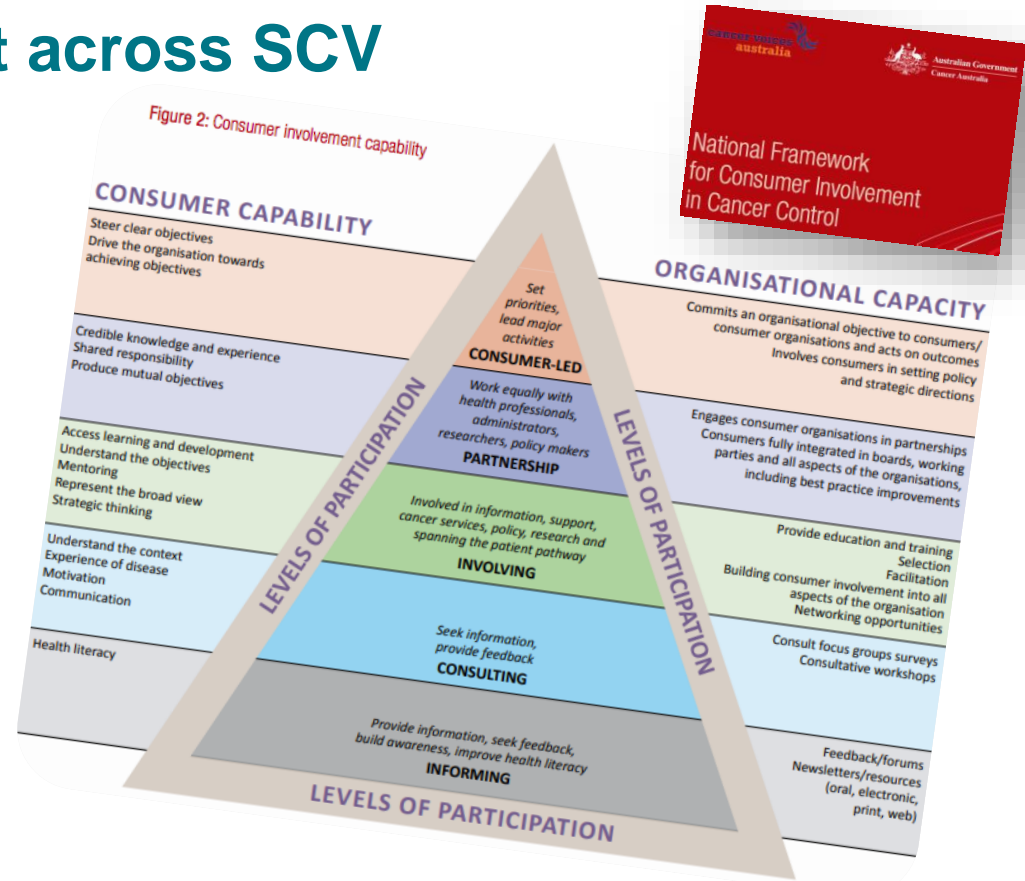 t across SCV
cancer voices
australia
Australian Government
Cancer Australia
National Framework
for Consumer Involvement
in Cancer Control
Figure 2: Consumer involvement capability
CONSUMER CAPABILITY
Steer clear objectives
Drive the organisation towards
achieving objectives
Credible knowledge and experience
Shared responsibility
Produce mutual objectives
Access learning and development
Understand the objectives
Mentoring
Represent the broad view
Strategic thinking
Understand the context
Experience of disease
Motivation
Communication
Health literacy
LEVELS OF PARTICIPATION
Set
priorities,
lead major
activities
CONSUMER-LED
Work equally with
health professionals,
administrators,
researchers, policy makers
PARTNERSHIP
Involved in information, support,
cancer services, policy, research and
spanning the patient pathway
INVOLVING
Seek information,
provide feedback
CONSULTING
Provide information, seek feedback,
build awareness, improve health literacy
INFORMING
LEVELS OF PARTICIPATION
LEVELS OF PARTICIPATION
ORGANISATIONAL CAPACITY
Commits an organisational objective to consumers/
consumer organisations and acts on outcomes
Involves consumers in setting policy
and strategic directions
Engages consumer organisations in partnerships
Consumers fully integrated in boards, working
parties and all aspects of the organisations,
including best practice improvements
Provide education and training
Selection
Facilitation
Building consumer involvement into all
aspects of the organisation
Networking opportunities
Consult focus groups surveys
Consultative workshops
Feedback/forums
Newsletters/resources
(oral, electronic,
print, web)